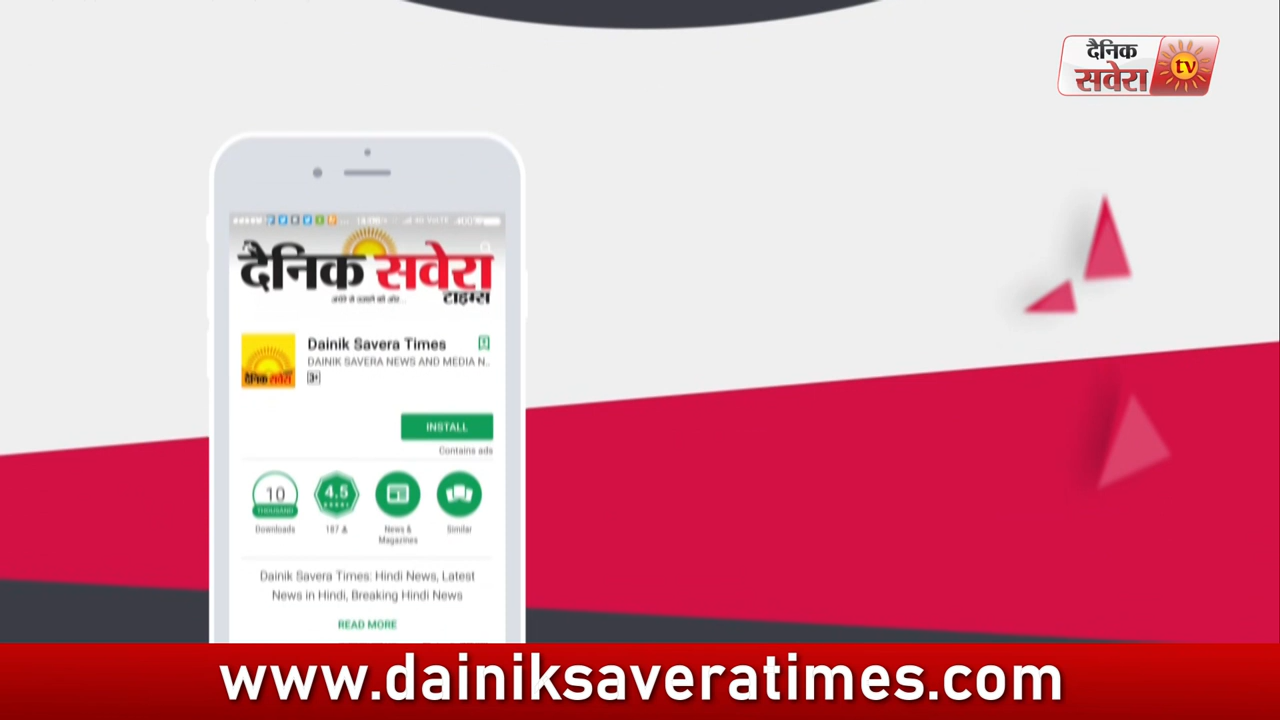 दैनिक
सवेरा
tv
दैनिक सवेरा
टाइम्स
Dainik Savera Times
DAINIK SAVERA NEWS AND MEDIA N..
3+
INSTALL
Contains ads
10
THOUSAND
Downloads
4.5
187
News &
Magazines
Similar
Dainik Savera Times: Hindi News, Latest
News in Hindi, Breaking Hindi News
READ MORE
www.dainiksaveratimes.com